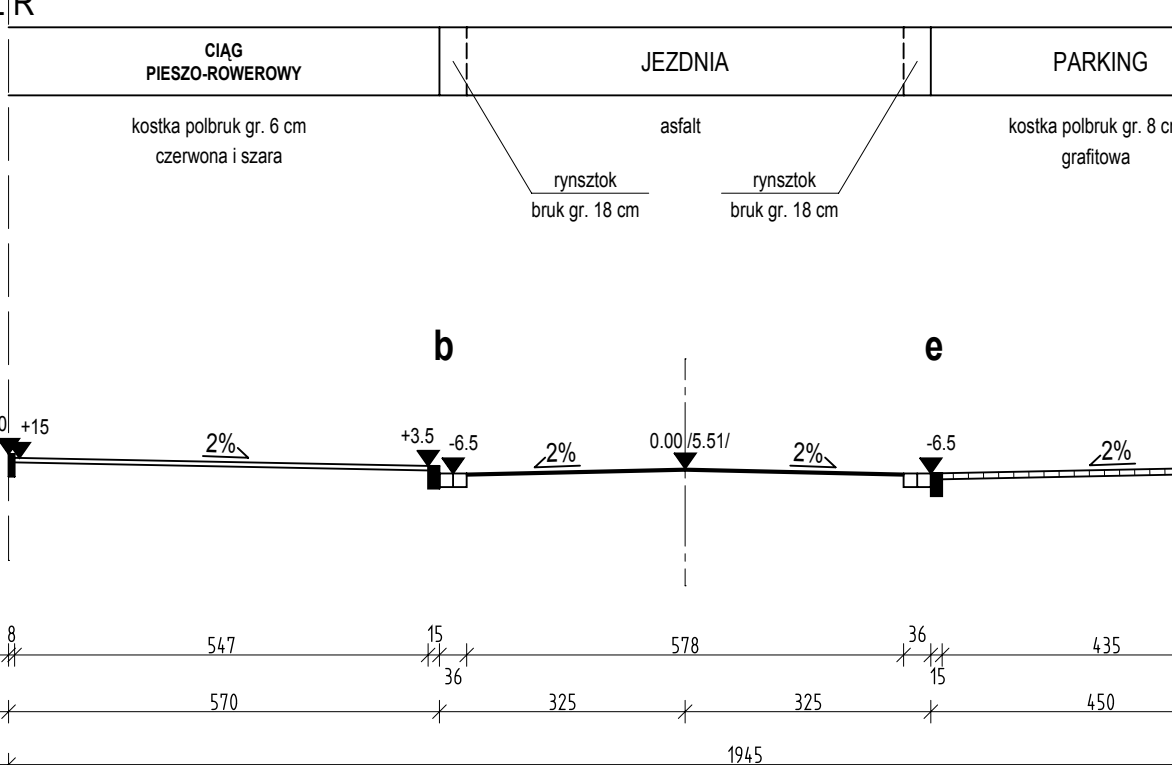 R
CIĄG
PIESZO-ROWEROWY
JEZDNIA
PARKING
kostka polbruk gr. 6 cm
czerwona i szara
asfalt
kostka polbruk gr. 8
grafitowa
rynsztok
bruk gr. 18 cm
rynsztok
bruk gr. 18 cm
b
e
+15
2%
+3.5
-6.5
2%
0.00 /5.51/
2%
-6.5
2%
8
547
15
36
578
36
15
435
570
325
325
450
1945